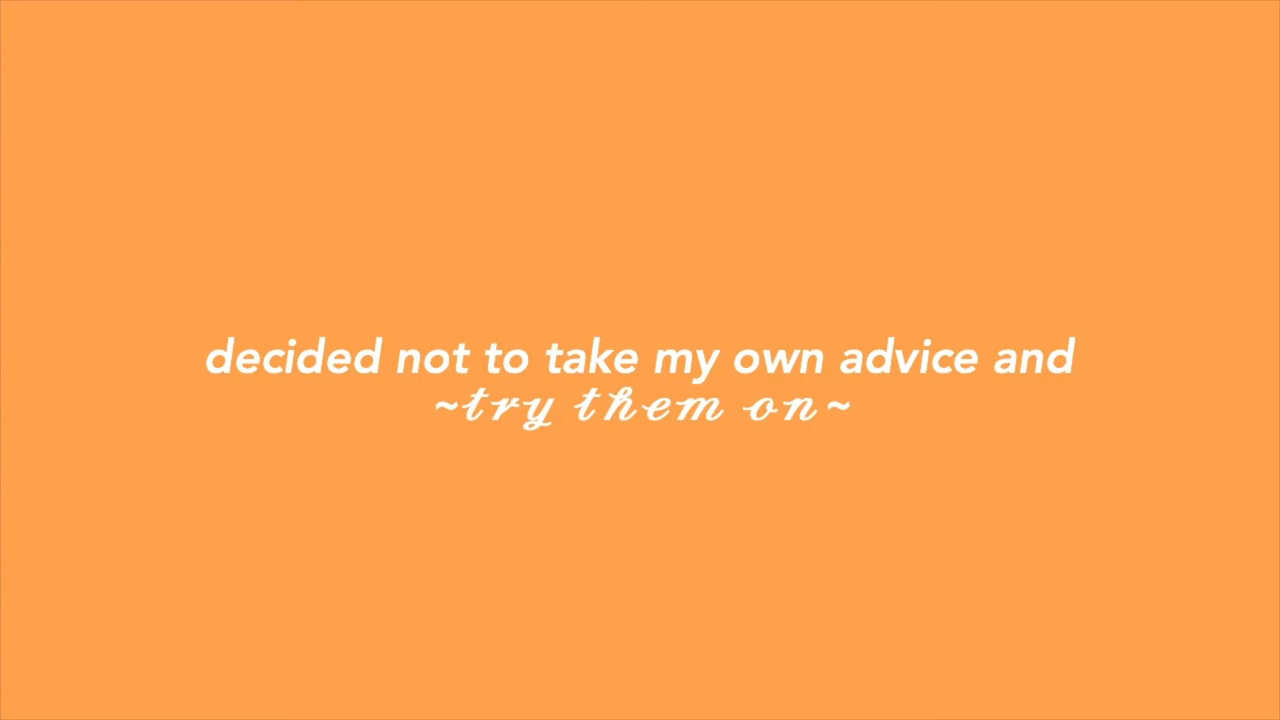 decided not to take my own advice and
~try them on~